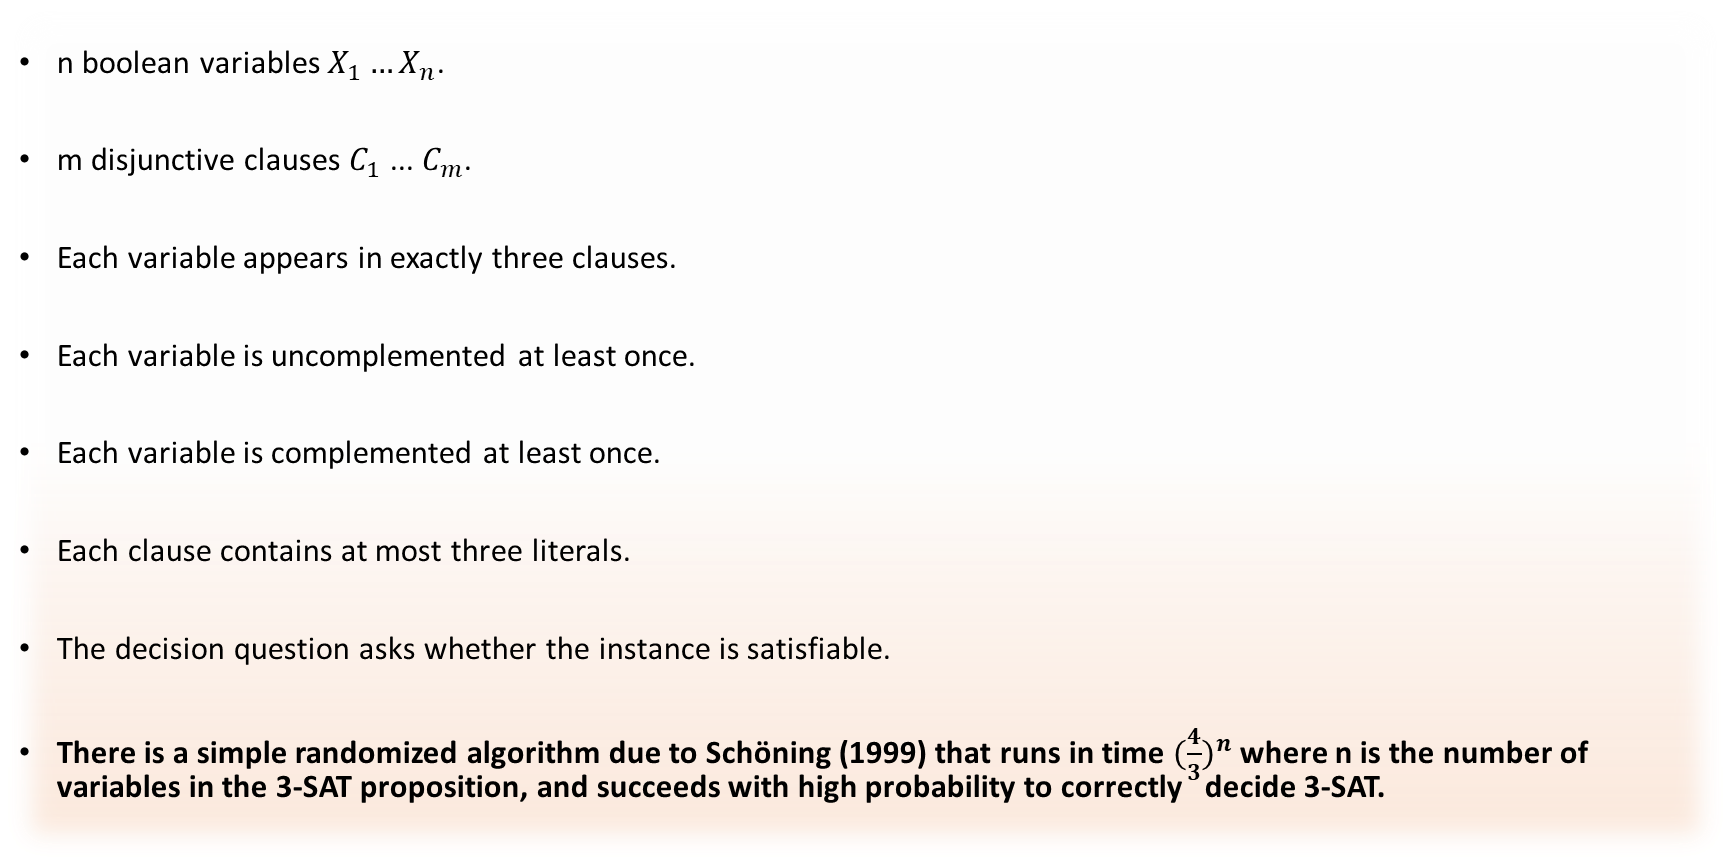 • n boolean variables X₁ … Xₙ.
• m disjunctive clauses C₁ … Cₘ.
• Each variable appears in exactly three clauses.
• Each variable is uncomplemented at least once.
• Each variable is complemented at least once.
• Each clause contains at most three literals.
• The decision question asks whether the instance is satisfiable.
• There is a simple randomized algorithm due to Schöning (1999) that runs in time (4/3)ⁿ where n is the number of
variables in the 3-SAT proposition, and succeeds with high probability to correctly decide 3-SAT.